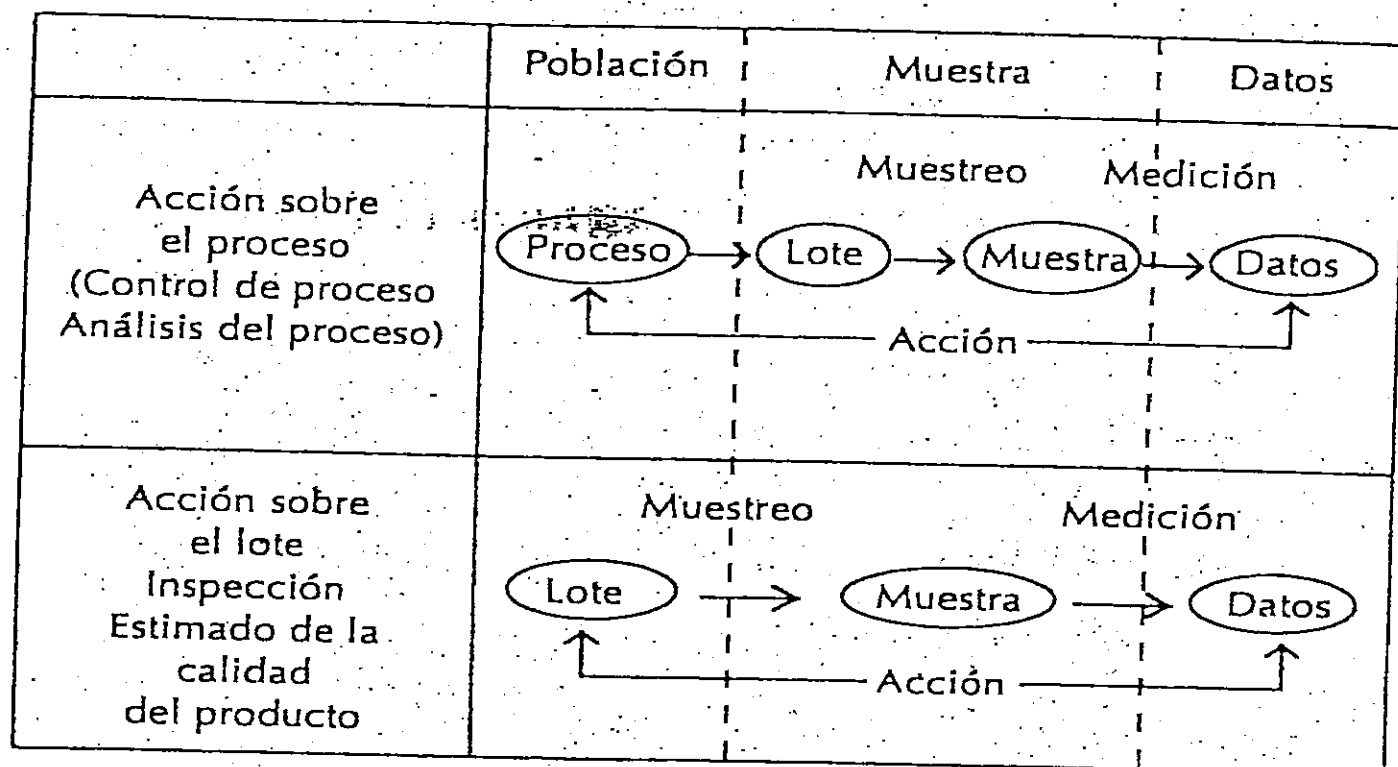 Población Muestra Datos
Acción sobre
el proceso
(Control de proceso
Análisis del proceso)
Muestreo Medición
Proceso Lote Muestra Datos
Acción
Acción sobre
el lote
Inspección
Estimado de la
calidad
del producto
Muestreo Medición
Lote Muestra Datos
Acción